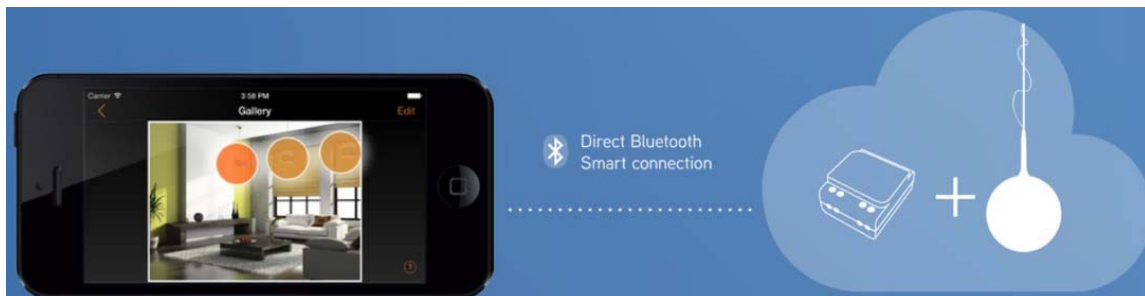 Carrier
3:58 PM
Gallery
Edit
Direct Bluetooth
Smart connection
?